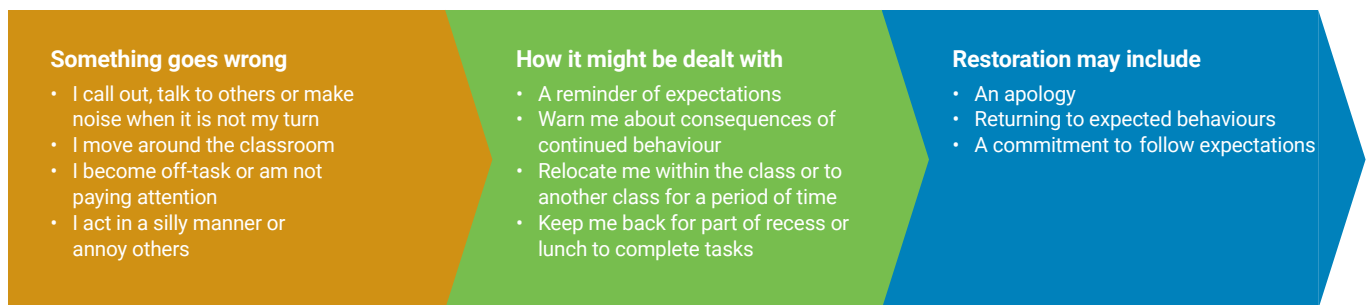 Something goes wrong
• I call out, talk to others or make
noise when it is not my turn
• I move around the classroom
• I become off-task or am not
paying attention
• I act in a silly manner or
annoy others
How it might be dealt with
• A reminder of expectations
• Warn me about consequences of
continued behaviour
• Relocate me within the class or to
another class for a period of time
• Keep me back for part of recess or
lunch to complete tasks
Restoration may include
• An apology
• Returning to expected behaviours
• A commitment to follow expectations